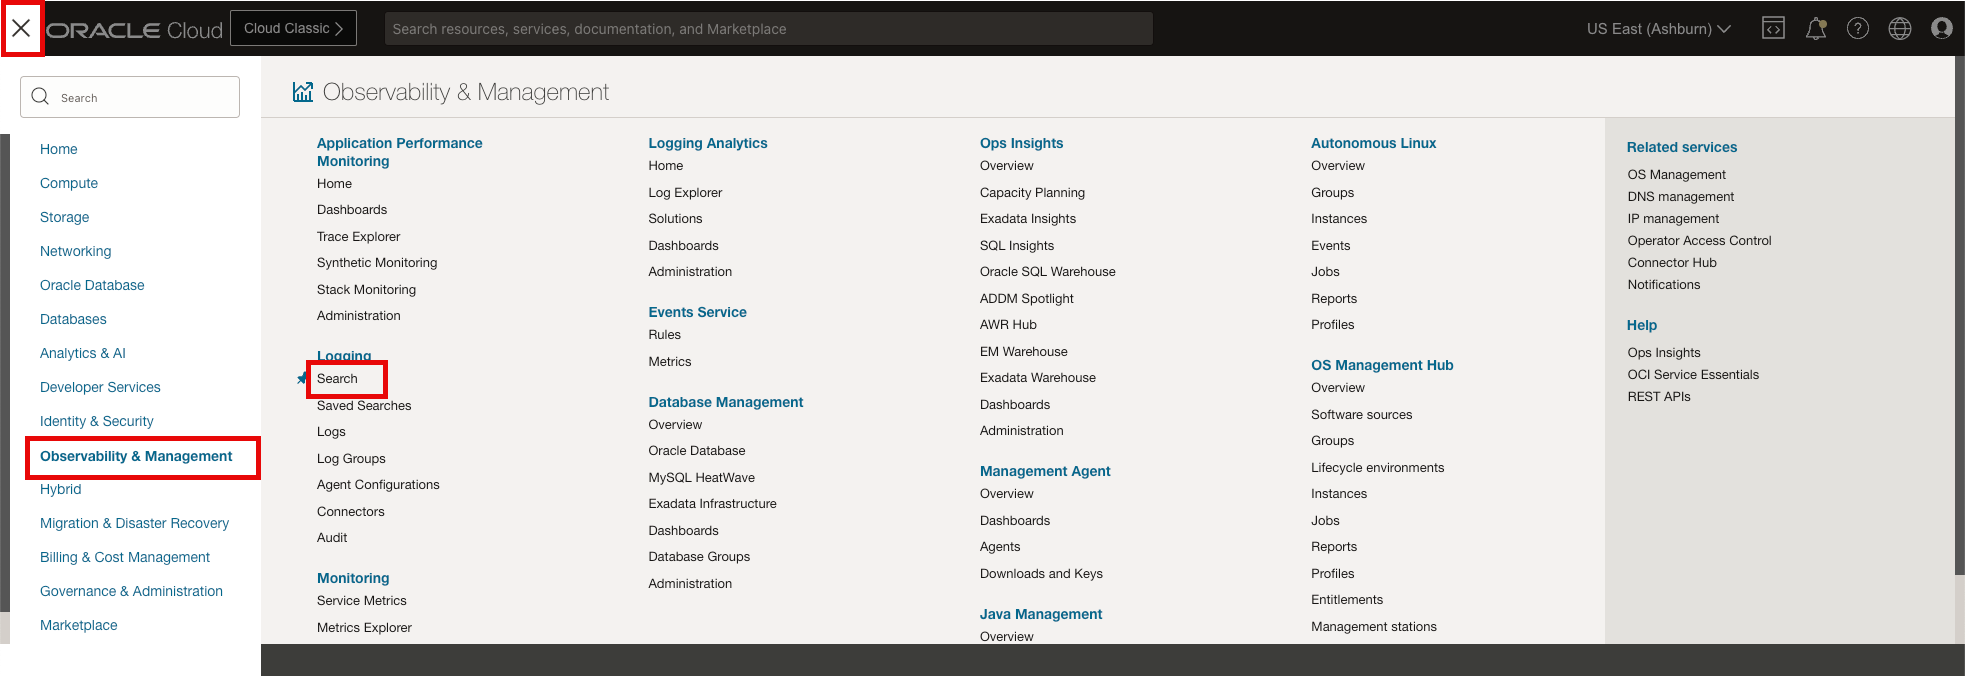 ORACLE Cloud
Cloud Classic
Search resources, services, documentation, and Marketplace
US East (Ashburn)
Search
Home
Compute
Storage
Networking
Oracle Database
Databases
Analytics & AI
Developer Services
Identity & Security
Observability & Management
Hybrid
Migration & Disaster Recovery
Billing & Cost Management
Governance & Administration
Marketplace
Observability & Management
Application Performance
Monitoring
Home
Dashboards
Trace Explorer
Synthetic Monitoring
Stack Monitoring
Administration
Logging
Search
Saved Searches
Logs
Log Groups
Agent Configurations
Connectors
Audit
Monitoring
Service Metrics
Metrics Explorer
Logging Analytics
Home
Log Explorer
Solutions
Dashboards
Administration
Events Service
Rules
Metrics
Database Management
Overview
Oracle Database
MySQL HeatWave
Exadata Infrastructure
Dashboards
Database Groups
Administration
Ops Insights
Overview
Capacity Planning
Exadata Insights
SQL Insights
Oracle SQL Warehouse
ADDM Spotlight
AWR Hub
EM Warehouse
Exadata Warehouse
Dashboards
Administration
Management Agent
Overview
Dashboards
Agents
Downloads and Keys
Java Management
Overview
Autonomous Linux
Overview
Groups
Instances
Events
Jobs
Reports
Profiles
OS Management Hub
Overview
Software sources
Groups
Lifecycle environments
Instances
Jobs
Reports
Profiles
Entitlements
Management stations
Related services
OS Management
DNS management
IP management
Operator Access Control
Connector Hub
Notifications
Help
Ops Insights
OCI Service Essentials
REST APIs